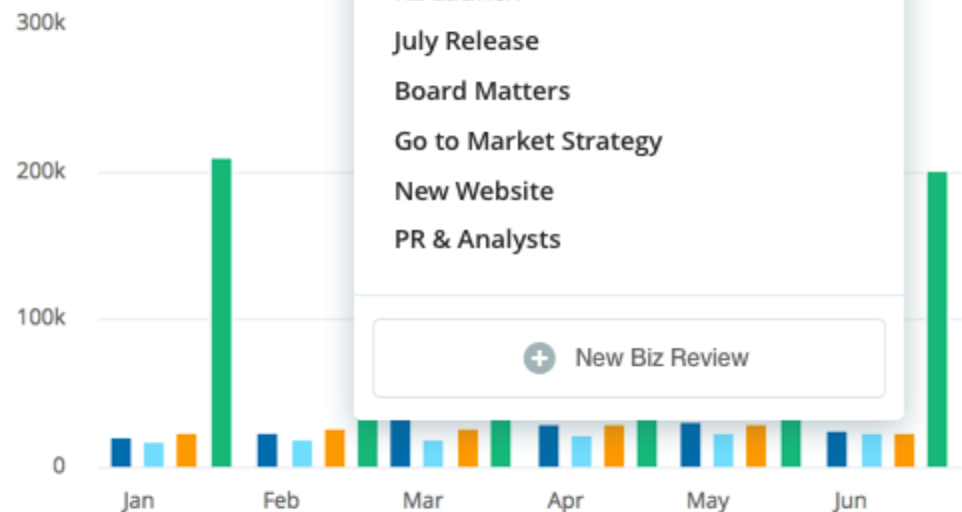 300k
July Release
Board Matters
Go to Market Strategy
200k
New Website
PR & Analysts
100k
New Biz Review
0
Jan Feb Mar Apr May Jun